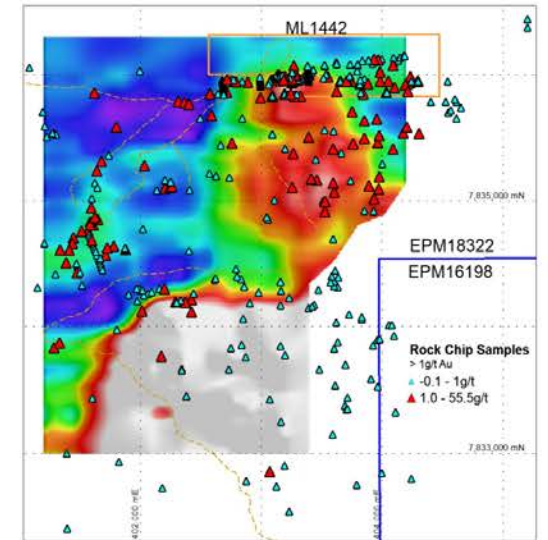 ML1442
7,835,000 mN
EPM18322
EPM16198
Rock Chip Samples
> 1g/t Au
-0.1 - 1g/t
1.0 - 55.5g/t
7,833,000 mN
402,000 mE
404,000 mE